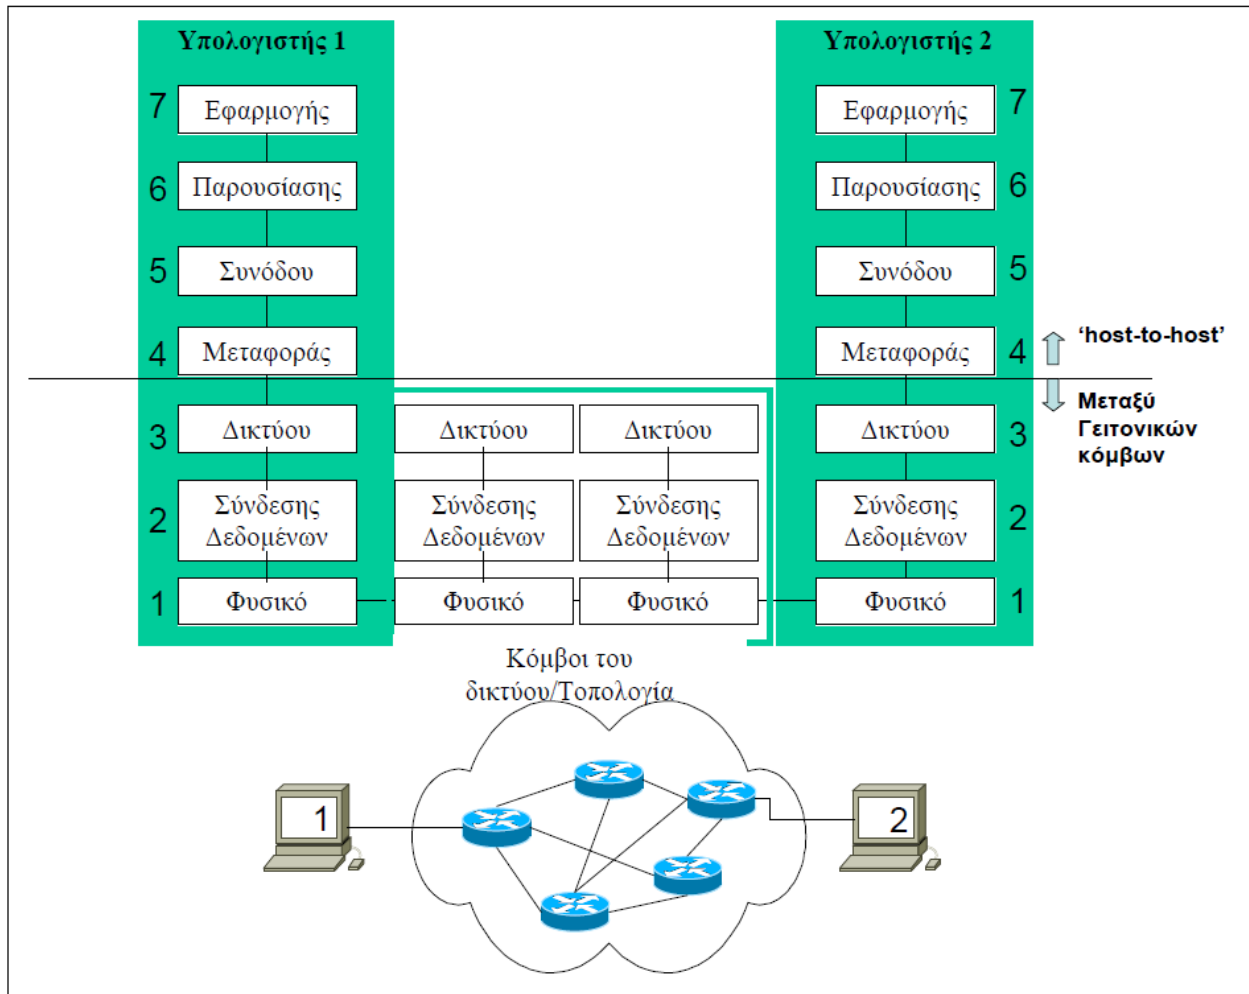 Υπολογιστής 1
Υπολογιστής 2
7
Εφαρμογής
Εφαρμογής
7
6
Παρουσίασης
Παρουσίασης
6
5
Συνόδου
Συνόδου
5
4
Μεταφοράς
Μεταφοράς
4
‘host-to-host’
Μεταξύ
Γειτονικών
κόμβων
3
Δικτύου
Δικτύου
Δικτύου
Δικτύου
3
2
Σύνδεσης
Δεδομένων
Σύνδεσης
Δεδομένων
Σύνδεσης
Δεδομένων
Σύνδεσης
Δεδομένων
2
1
Φυσικό
Φυσικό
Φυσικό
Φυσικό
1
Κόμβοι του
δικτύου/Τοπολογία
1
2